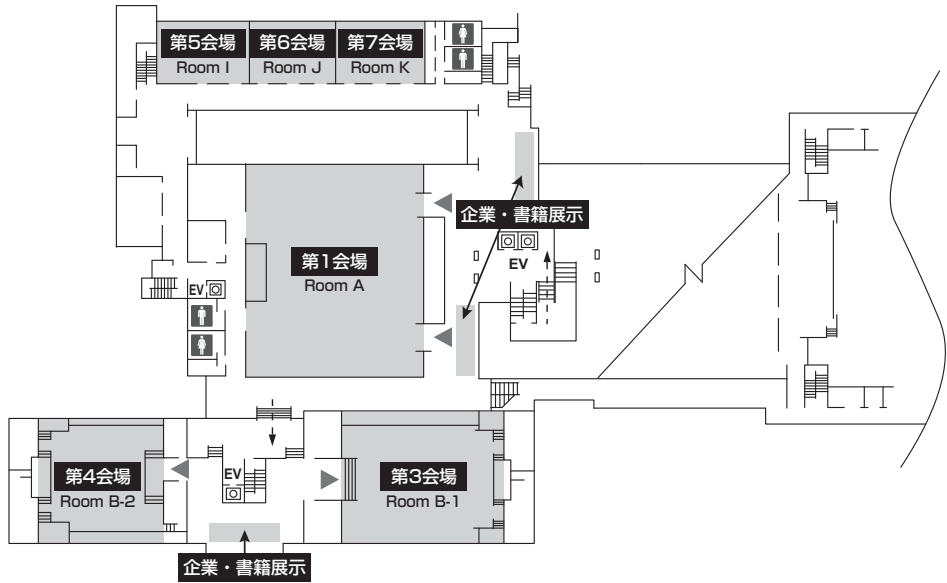 第5会場
Room I
第6会場
Room J
第7会場
Room K
企業・書籍展示
第1会場
Room A
EV
EV
第4会場
Room B-2
EV
第3会場
Room B-1
企業・書籍展示